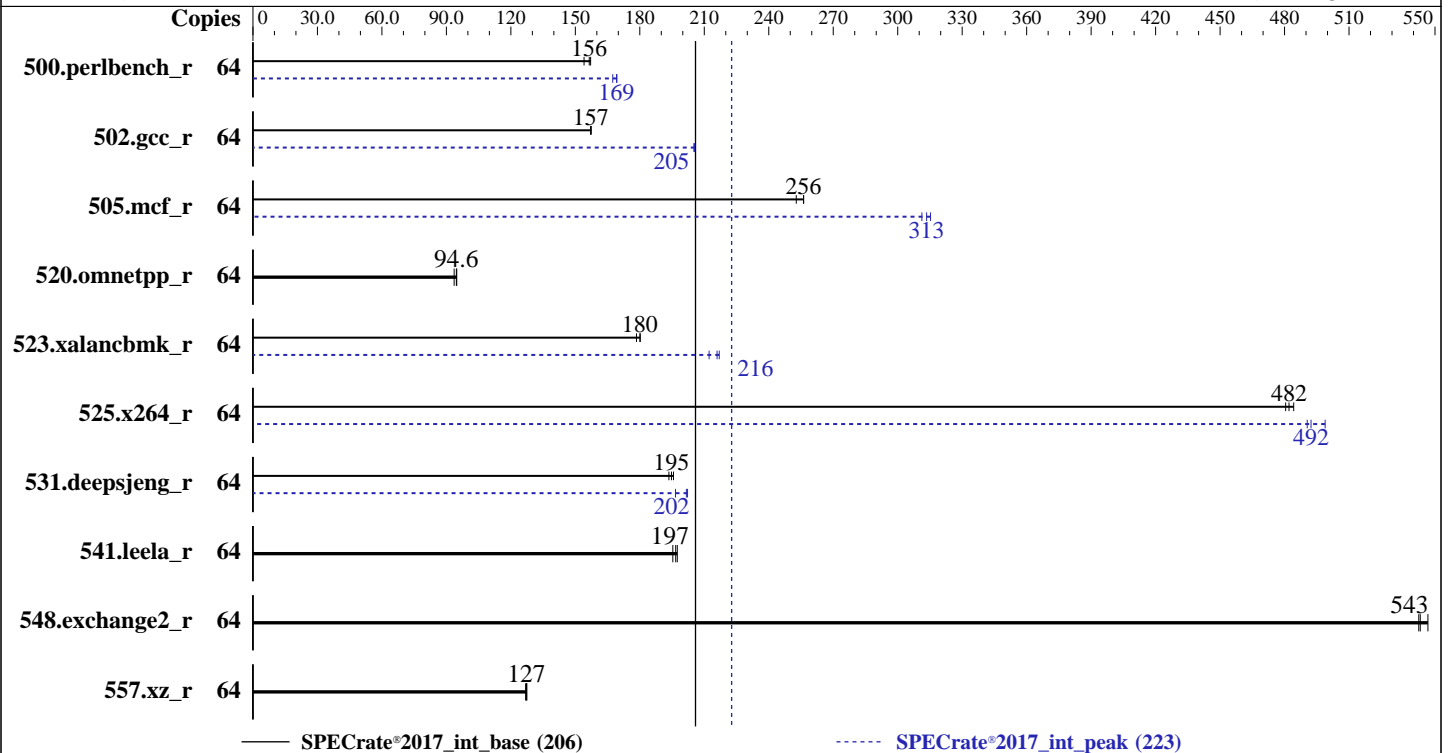 Copies 0 30.0 60.0 90.0 120 150 180 210 240 270 300 330 360 390 420 450 480 510 550
156
500.perlbench_r 64
169
157
502.gcc_r 64
205
256
505.mcf_r 64
313
94.6
520.omnetpp_r 64
180
523.xalancbmk_r 64
216
482
525.x264_r 64
492
195
531.deepsjeng_r 64
202
197
541.leela_r 64
543
548.exchange2_r 64
127
557.xz_r 64
SPECrate®2017_int_base (206) SPECrate®2017_int_peak (223)